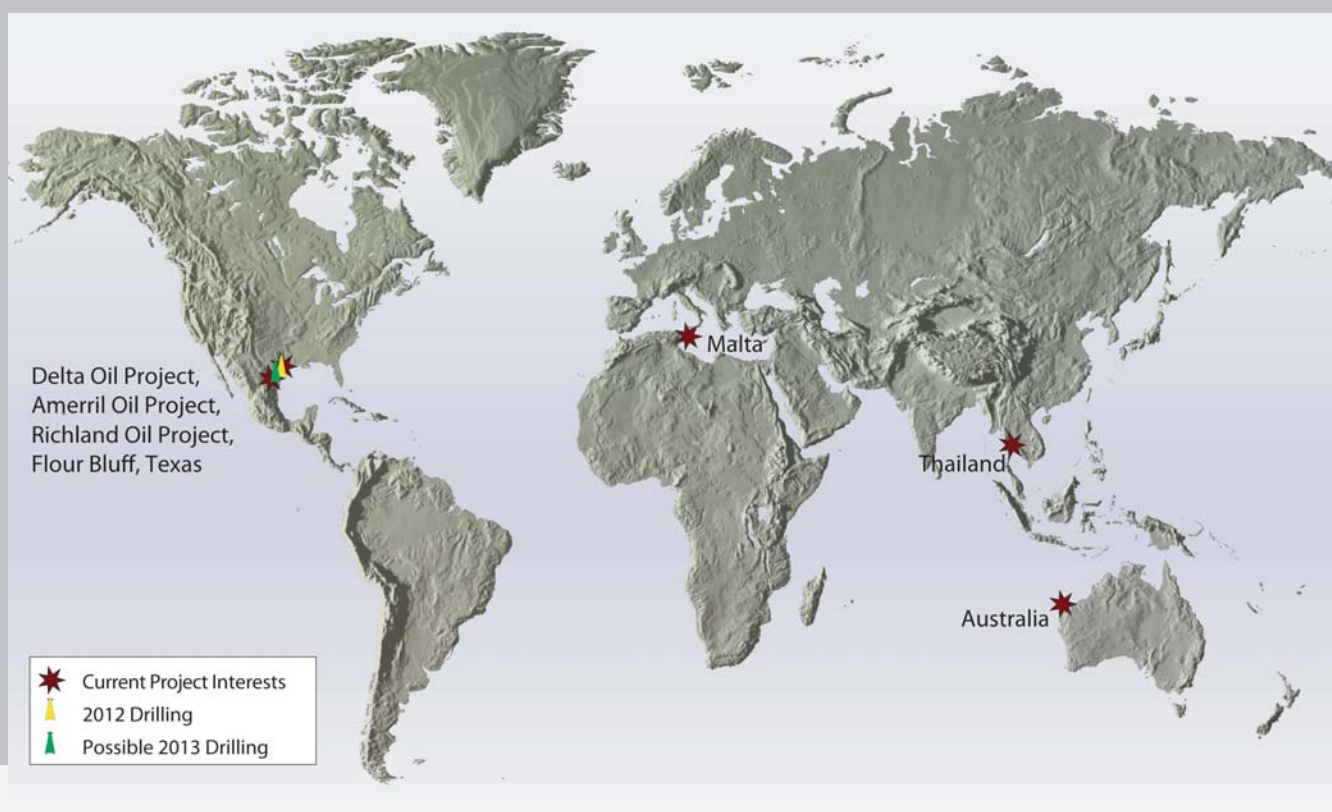 Delta Oil Project,
Amerril Oil Project,
Richland Oil Project,
Flour Bluff, Texas
Malta
Thailand
Australia
Current Project Interests
2012 Drilling
Possible 2013 Drilling